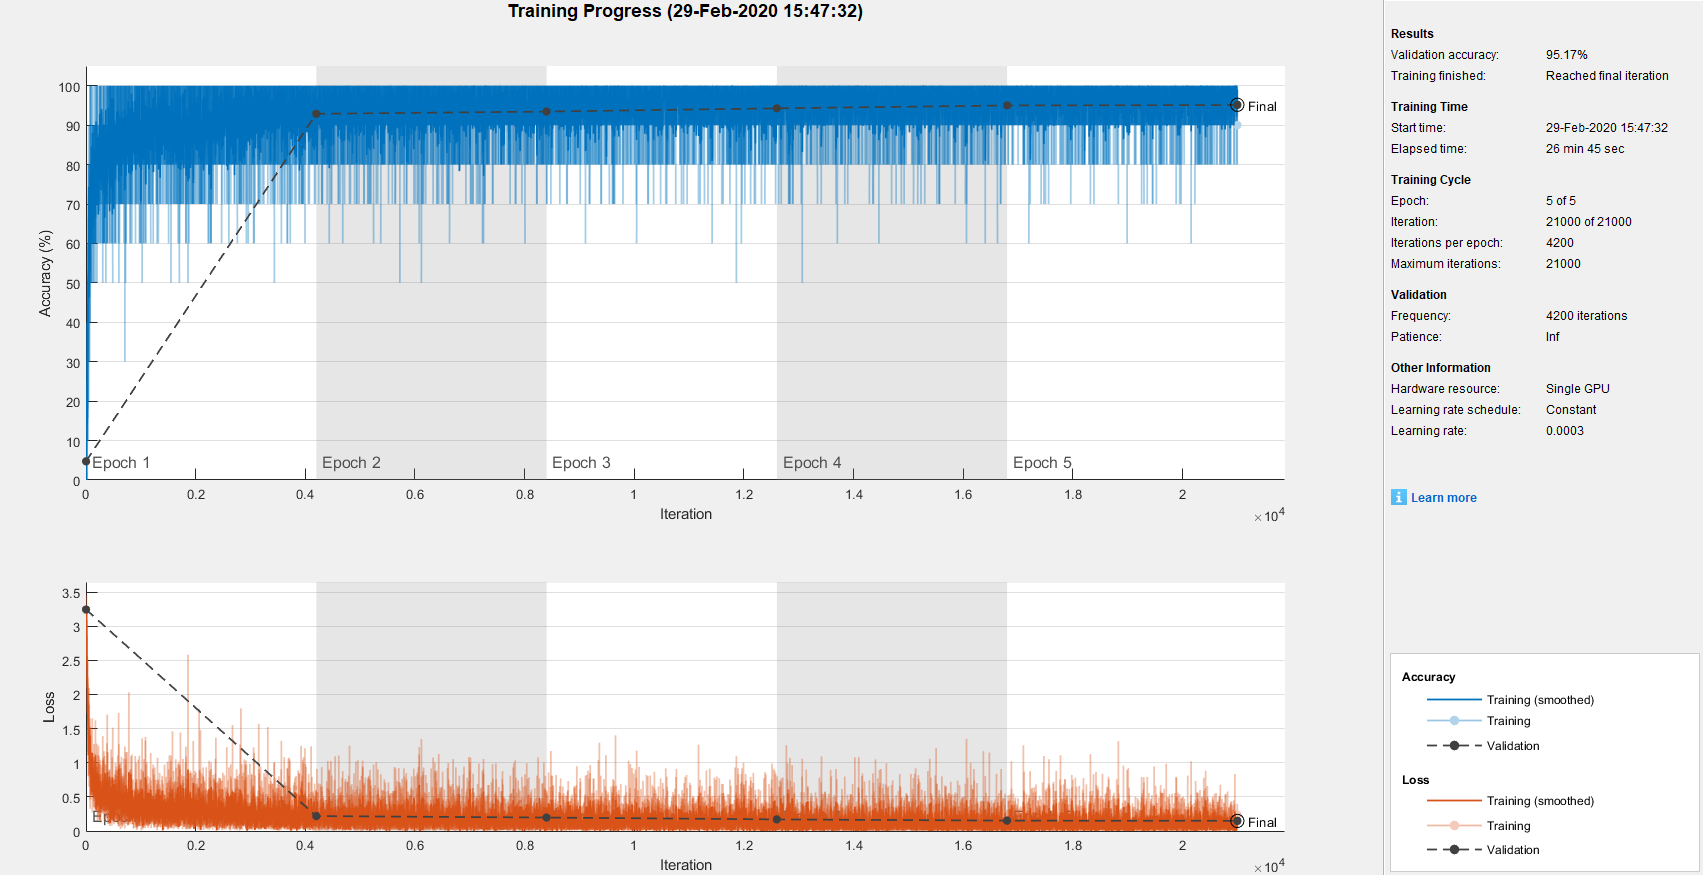 Training Progress (29-Feb-2020 15:47:32)
100
90
80
70
60
50
40
30
20
10
0
Accuracy (%)
Epoch 1
Epoch 2
Epoch 3
Epoch 4
Epoch 5
Final
0
0.2
0.4
0.6
0.8
1
1.2
1.4
1.6
1.8
2
Iteration
×10^4
3.5
3
2.5
2
1.5
1
0.5
0
Loss
Final
0
0.2
0.4
0.6
0.8
1
1.2
1.4
1.6
1.8
2
Iteration
×10^4
Results
Validation accuracy: 95.17%
Training finished: Reached final iteration
Training Time
Start time: 29-Feb-2020 15:47:32
Elapsed time: 26 min 45 sec
Training Cycle
Epoch: 5 of 5
Iteration: 21000 of 21000
Iterations per epoch: 4200
Maximum iterations: 21000
Validation
Frequency: 4200 iterations
Patience: Inf
Other Information
Hardware resource: Single GPU
Learning rate schedule: Constant
Learning rate: 0.0003
i Learn more
Accuracy
Training (smoothed)
Training
Validation
Loss
Training (smoothed)
Training
Validation